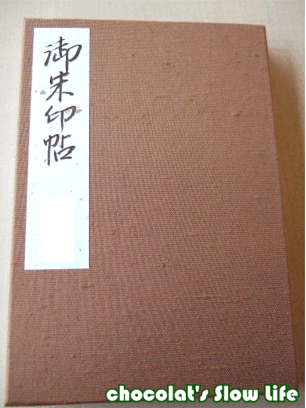 御朱印帖
chocolat's Slow Life